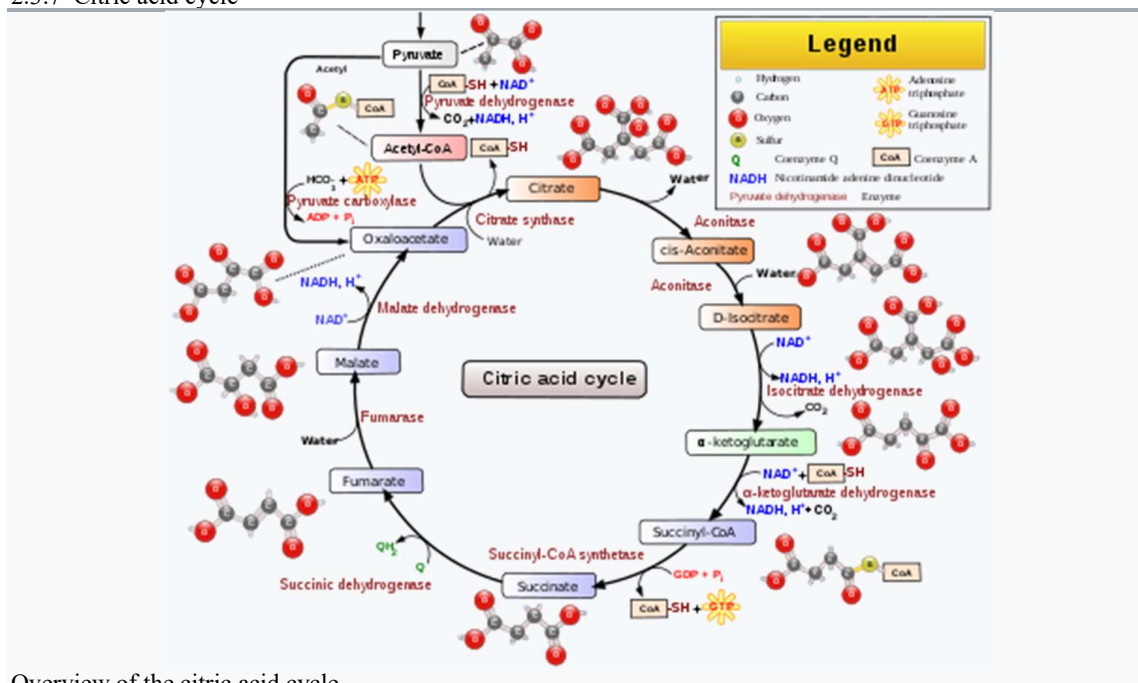 2.3.7 Citric acid cycle
Pyruvate
Acetyl
CoA-SH + NAD⁺
Pyruvate dehydrogenase
CO₂+NADH, H⁺
S CoA
Acetyl-CoA
CoA-SH
HCO₃⁻ + ATP
Pyruvate carboxylase
ADP + Pᵢ
Oxaloacetate
Citrate
Citrate synthase
Water
Water
Aconitase
cis-Aconitate
Water
Aconitase
D-Isocitrate
NAD⁺
NADH, H⁺
Isocitrate dehydrogenase
CO₂
α-ketoglutarate
NAD⁺+CoA-SH
α-ketoglutarate dehydrogenase
NADH, H⁺+CO₂
Succinyl-CoA
S CoA
Succinyl-CoA synthetase
GDP + Pᵢ
CoA-SH + GTP
Succinate
Succinic dehydrogenase
Q
QH₂
Fumarate
Water
Fumarase
Malate
Malate dehydrogenase
NAD⁺
NADH, H⁺
Citric acid cycle
Legend
Hydrogen
Carbon
Oxygen
S Sulfur
Q Coenzyme Q
NADH Nicotinamide adenine dinucleotide
Pyruvate dehydrogenase Enzyme
ATP Adenosine
triphosphate
GTP Guanosine
triphosphate
CoA Coenzyme A
Overview of the citric acid cycle